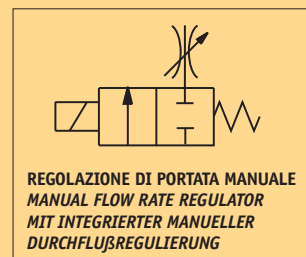 REGOLAZIONE DI PORTATA MANUALE
MANUAL FLOW RATE REGULATOR
MIT INTEGRIERTER MANUELLER
DURCHFLUßREGULIERUNG